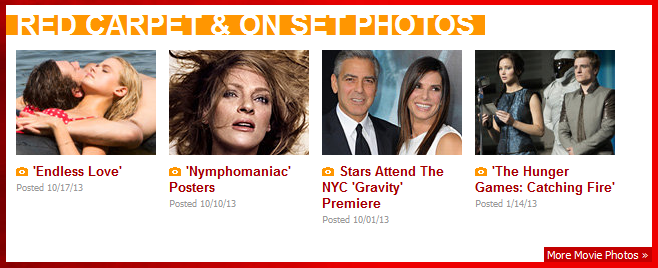 RED CARPET & ON SET PHOTOS
'Endless Love'
Posted 10/17/13
'Nymphomaniac'
Posters
Posted 10/10/13
Stars Attend The
NYC 'Gravity'
Premiere
Posted 10/01/13
'The Hunger
Games: Catching Fire'
Posted 1/14/13
More Movie Photos »